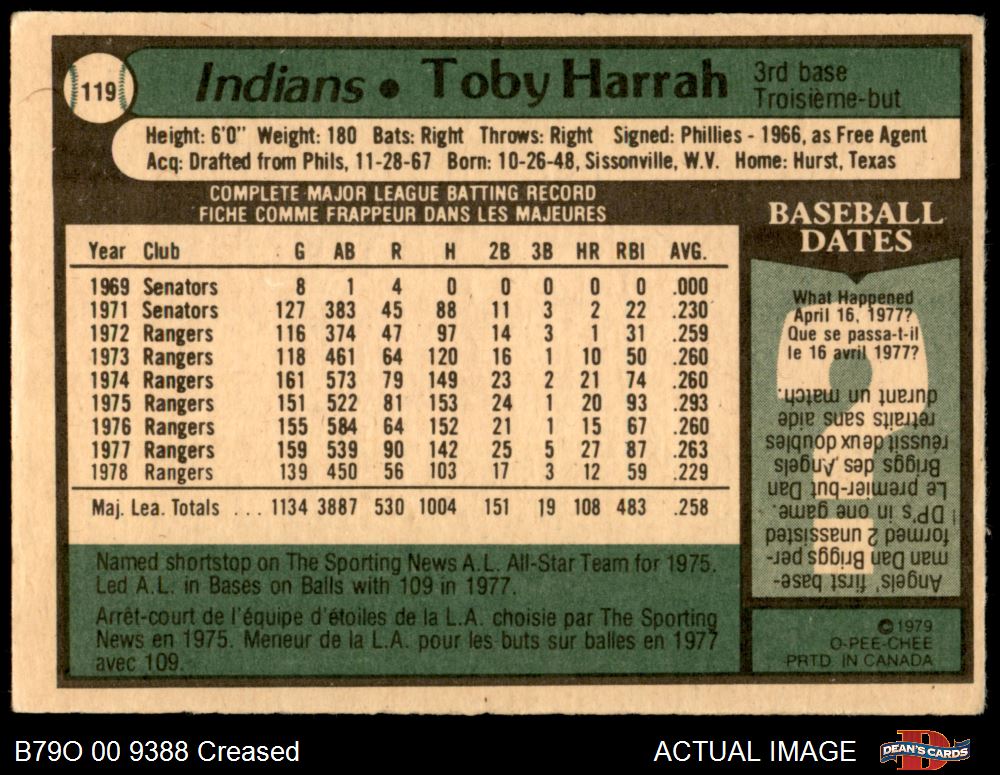 119
Indians • Toby Harrah
3rd base
Troisième-but
Height: 6'0" Weight: 180 Bats: Right Throws: Right Signed: Phillies - 1966, as Free Agent
Acq: Drafted from Phils, 11-28-67 Born: 10-26-48, Sissonville, W.V. Home: Hurst, Texas
COMPLETE MAJOR LEAGUE BATTING RECORD
FICHE COMME FRAPPEUR DANS LES MAJEURES
Year Club G AB R H 2B 3B HR RBI AVG.
1969 Senators 8 1 4 0 0 0 0 0 .000
1971 Senators 127 383 45 88 11 3 2 22 .230
1972 Rangers 116 374 47 97 14 3 1 31 .259
1973 Rangers 118 461 64 120 16 1 10 50 .260
1974 Rangers 161 573 79 149 23 2 21 74 .260
1975 Rangers 151 522 81 153 24 1 20 93 .293
1976 Rangers 155 584 64 152 21 1 15 67 .260
1977 Rangers 159 539 90 142 25 5 27 87 .263
1978 Rangers 139 450 56 103 17 3 12 59 .229
Maj. Lea. Totals ... 1134 3887 530 1004 151 19 108 483 .258
Named shortstop on The Sporting News A.L. All-Star Team for 1975.
Led A.L. in Bases on Balls with 109 in 1977.
Arrêt-court de l'équipe d'étoiles de la L.A. choisie par The Sporting
News en 1975. Meneur de la L.A. pour les buts sur balles en 1977
avec 109.
BASEBALL
DATES
What Happened
April 16, 1977?
Que se passa-t-il
le 16 avril 1977?
Angels' first base-
man Dan Briggs per-
formed 2 unassisted
DP's in one game.
Le premier-but Dan
Briggs des Angels
réussit deux doubles
retraits sans aide
durant un match.
©1979
O-PEE-CHEE
PRTD. IN CANADA
B79O 00 9388 Creased
ACTUAL IMAGE
DEAN'S CARDS